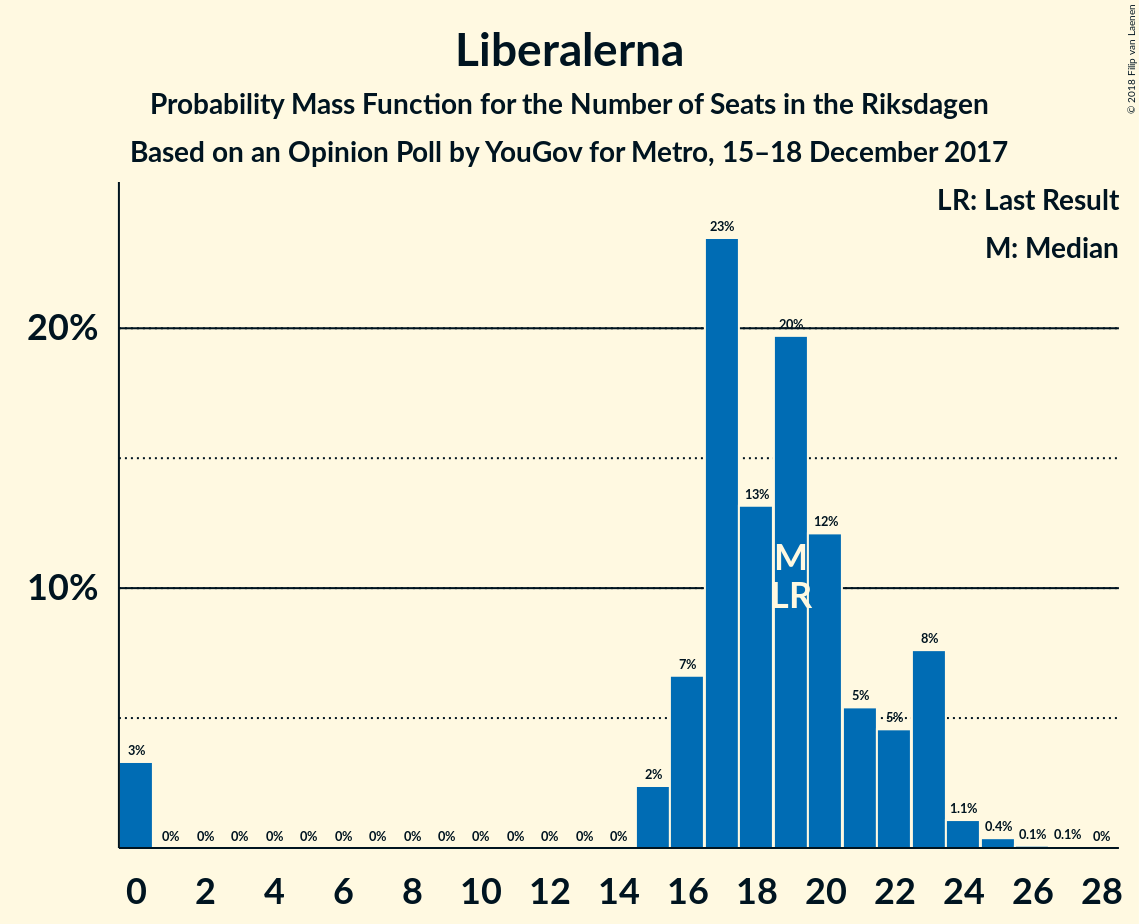 © 2018 Filip van Laenen
Liberalerna
Probability Mass Function for the Number of Seats in the Riksdagen
Based on an Opinion Poll by YouGov for Metro, 15–18 December 2017
LR: Last Result
M: Median
20%
10%
3% 0% 0% 0% 0% 0% 0% 0% 0% 0% 0% 0% 0% 0% 0% 2% 7% 23% 13% 20% 12% 5% 5% 8% 1.1% 0.4% 0.1% 0.1% 0%
M
LR
0 2 4 6 8 10 12 14 16 18 20 22 24 26 28